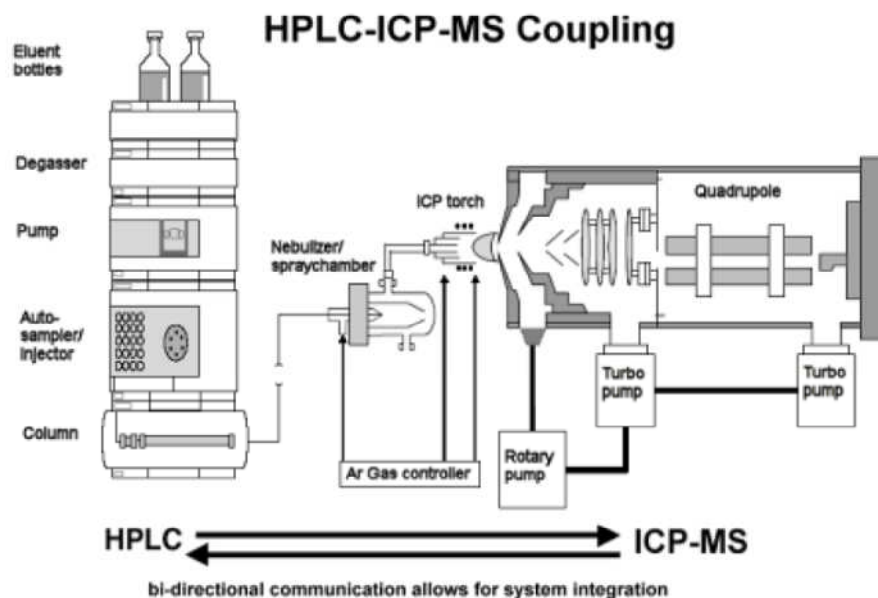 HPLC-ICP-MS Coupling
Eluent
bottles
Degasser
Pump
Auto-
sampler/
injector
Column
Nebulizer/
spraychamber
ICP torch
Quadrupole
Turbo
pump
Turbo
pump
Rotary
pump
Ar Gas controller
HPLC
ICP-MS
bi-directional communication allows for system integration